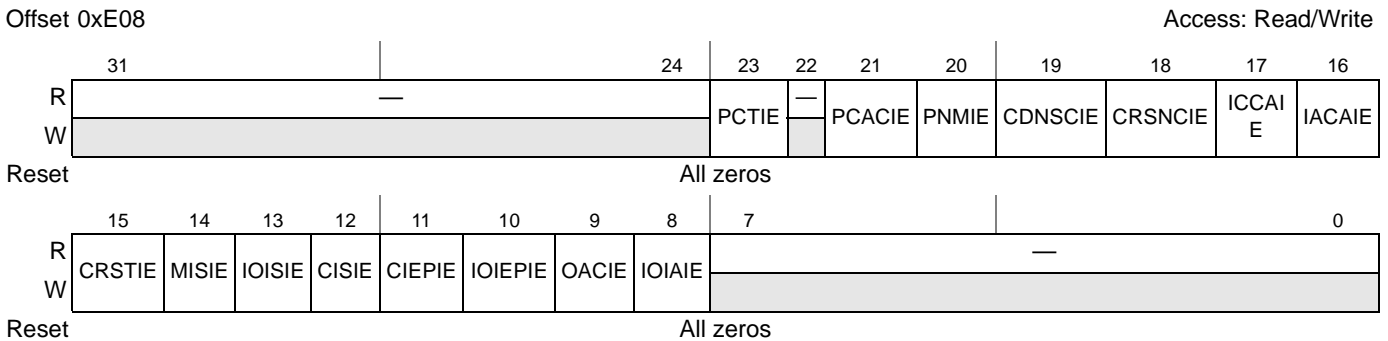 Offset 0xE08 Access: Read/Write
31 24 23 22 21 20 19 18 17 16
R — PCTIE — PCACIE PNMIE CDNSCIE CRSNCIE ICCAI
E IACAIE
W
Reset All zeros
15 14 13 12 11 10 9 8 7 0
R CRSTIE MISIE IOISIE CISIE CIEPIE IOIEPIE OACIE IOIAIE —
W
Reset All zeros